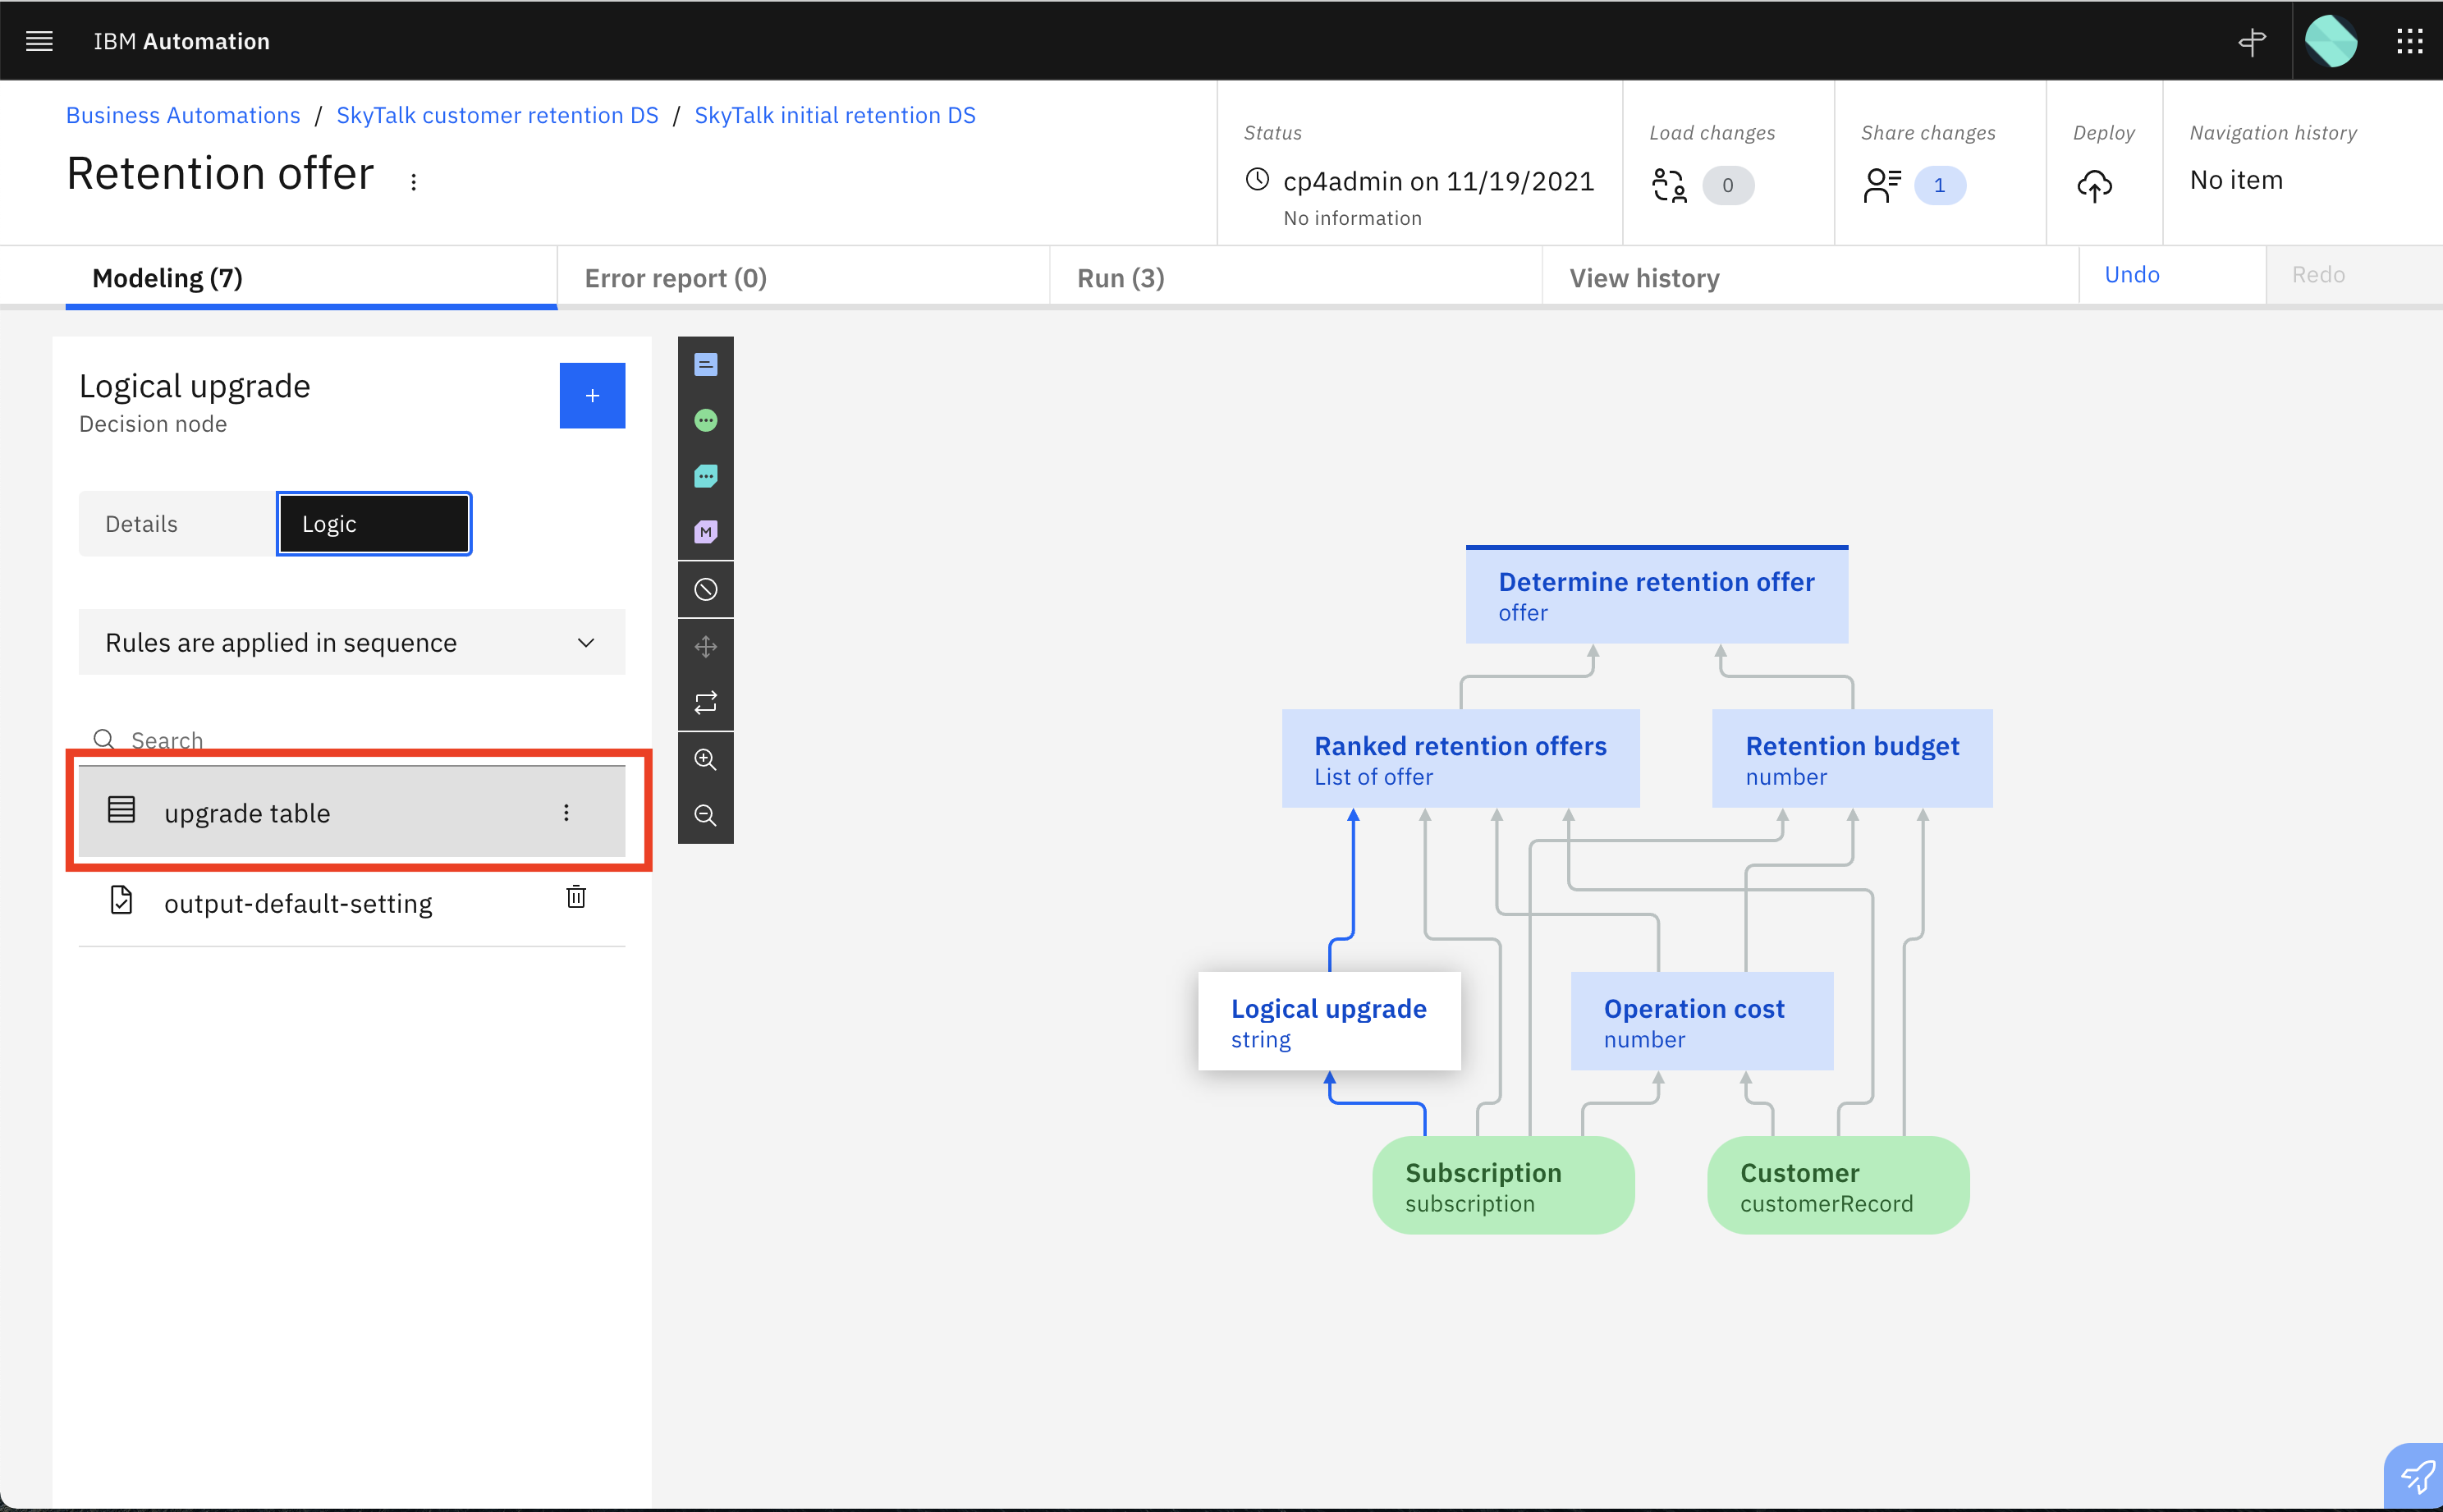 IBM Automation
Business Automations / SkyTalk customer retention DS / SkyTalk initial retention DS
Retention offer
Status
cp4admin on 11/19/2021
No information
Load changes
0
Share changes
1
Deploy
Navigation history
No item
Modeling (7)
Error report (0)
Run (3)
View history
Undo
Redo
Logical upgrade
Decision node
+
Details
Logic
Rules are applied in sequence
Search
upgrade table
output-default-setting
M
Determine retention offer
offer
Ranked retention offers
List of offer
Retention budget
number
Logical upgrade
string
Operation cost
number
Subscription
subscription
Customer
customerRecord